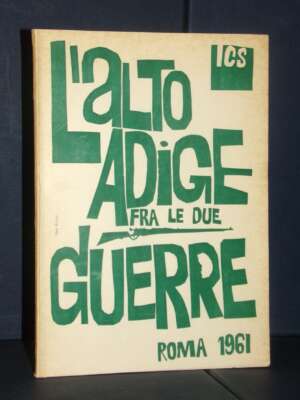 ICS
L'ALTO
ADIGE
FRA LE DUE
GUERRE
ROMA 1961